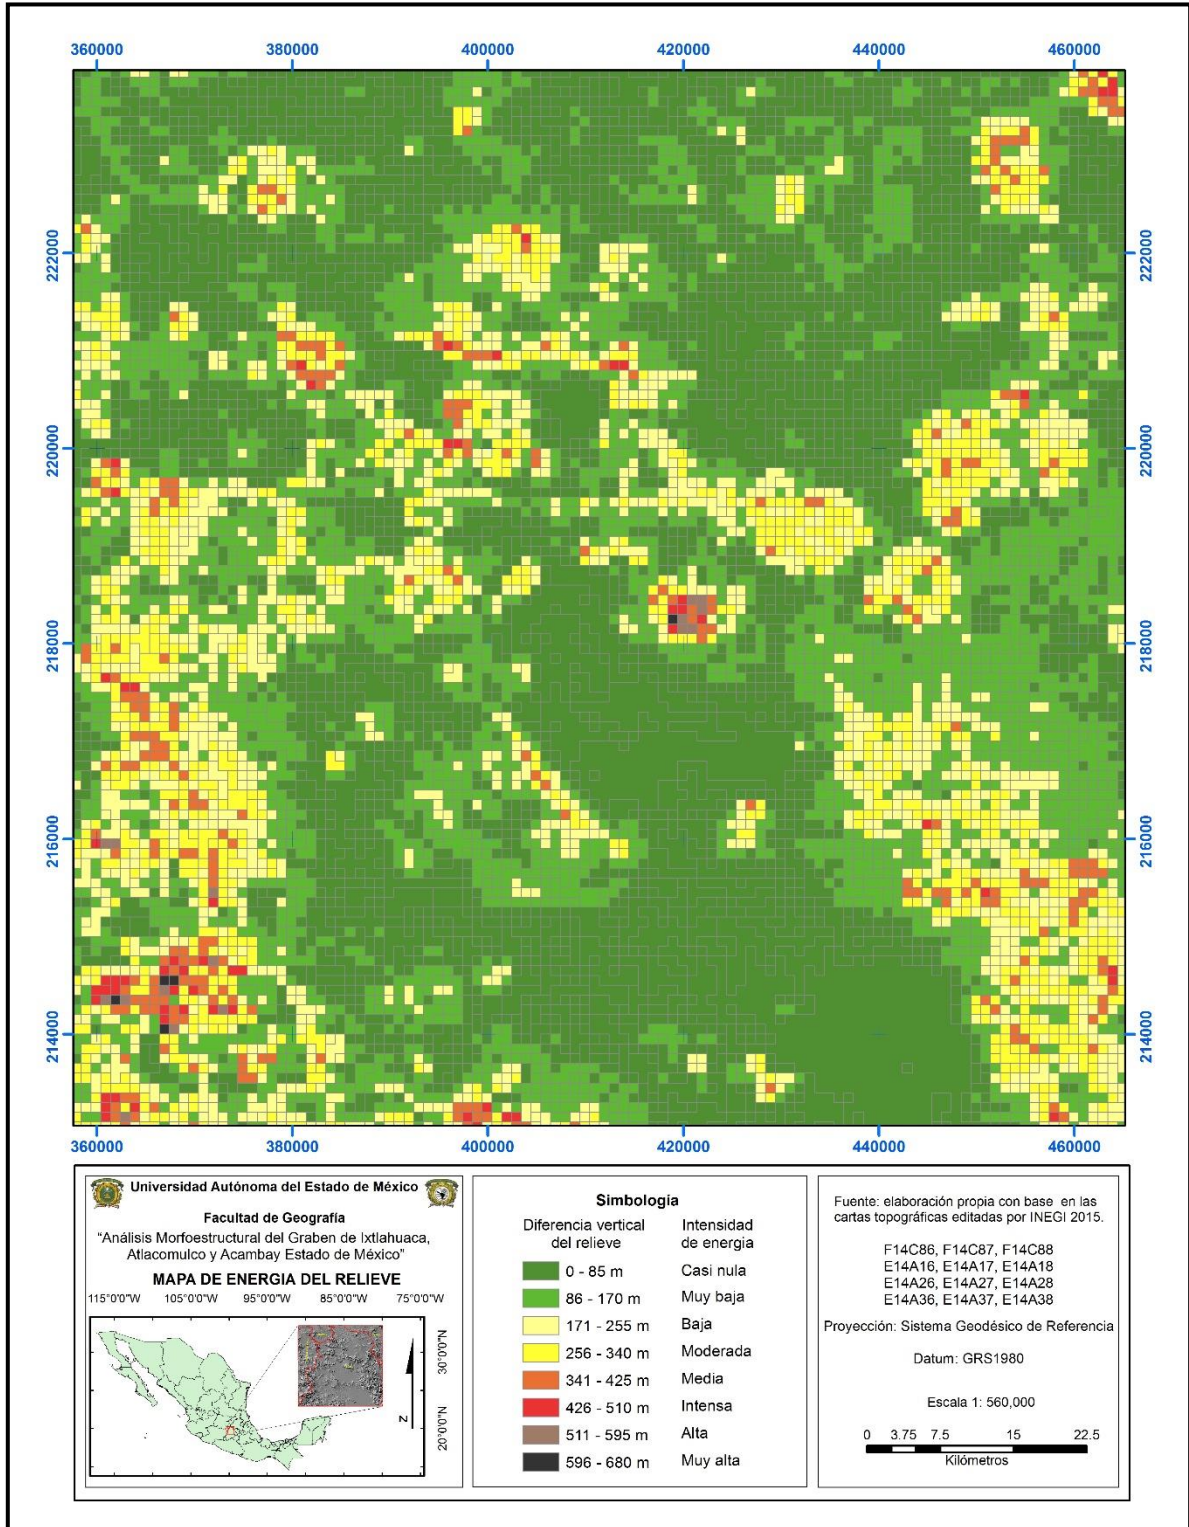 360000 380000 400000 420000 440000 460000
222000 222000
220000 220000
218000 218000
216000 216000
214000 214000
360000 380000 400000 420000 440000 460000
Universidad Autónoma del Estado de México
Facultad de Geografía
"Análisis Morfoestructural del Graben de Ixtlahuaca,
Atlacomulco y Acambay Estado de México"
MAPA DE ENERGIA DEL RELIEVE
115°0'0"W 105°0'0"W 95°0'0"W 85°0'0"W 75°0'0"W
30°0'0"N
20°0'0"N
N
Simbología
Diferencia vertical Intensidad
del relieve de energia
0 - 85 m Casi nula
86 - 170 m Muy baja
171 - 255 m Baja
256 - 340 m Moderada
341 - 425 m Media
426 - 510 m Intensa
511 - 595 m Alta
596 - 680 m Muy alta
Fuente: elaboración propia con base en las
cartas topográficas editadas por INEGI 2015.
F14C86, F14C87, F14C88
E14A16, E14A17, E14A18
E14A26, E14A27, E14A28
E14A36, E14A37, E14A38
Proyección: Sistema Geodésico de Referencia
Datum: GRS1980
Escala 1: 560,000
0 3.75 7.5 15 22.5
Kilómetros